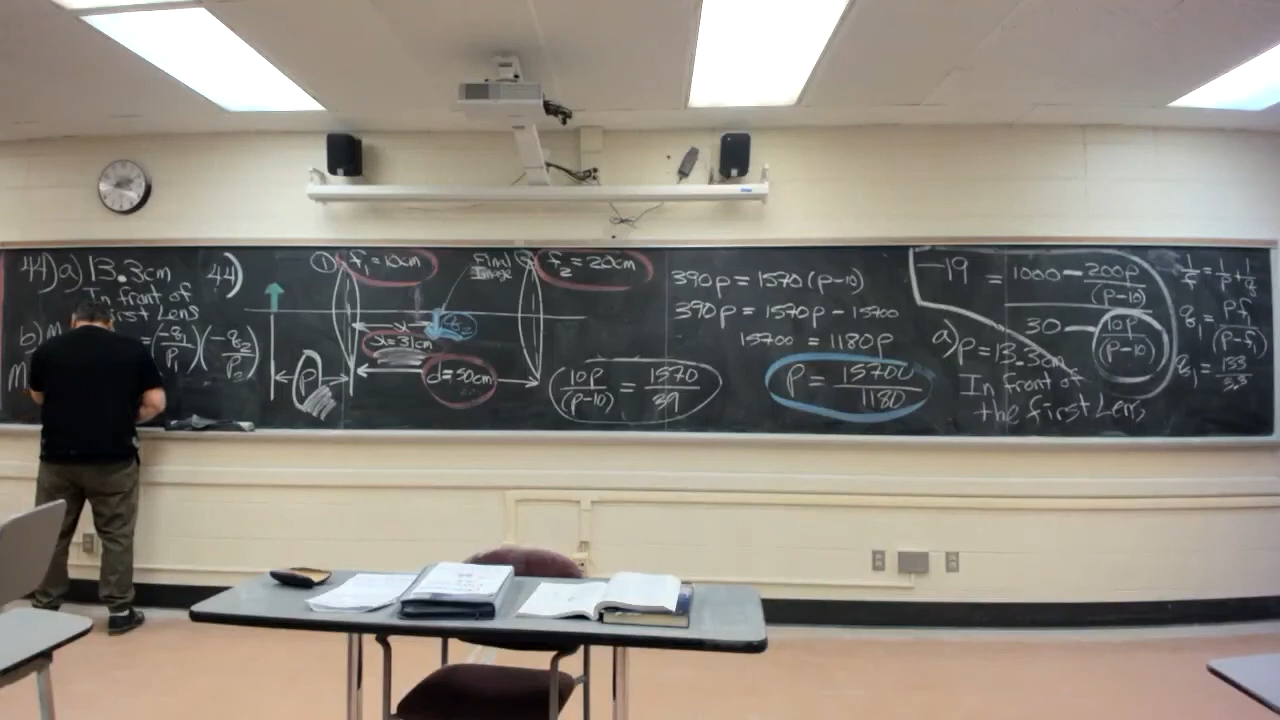 44) a) 13.3cm
In front of
first Lens
b) M = (-q₁/P₁)(-q₂/P₂)
M
44)
① f₁ = 10cm
Final
Image
② f₂ = 20cm
x
q₂
x = 31cm
P
d = 50cm
390p = 1570(p-10)
390p = 1570p - 15700
15700 = 1180p
10p/(p-10) = 1570/39
P = 15700/1180
-19 = 1000 - 200p/(p-10)
30 - 10p/(p-10)
a) p = 13.3cm
In front of
the first Lens
1/f = 1/p + 1/q
q₁ = Pf₁/(P-f₁)
q₁ = 133/3.3